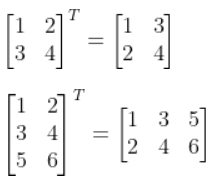 [1 2; 3 4]^T = [1 3; 2 4]
[1 2; 3 4; 5 6]^T = [1 3 5; 2 4 6]